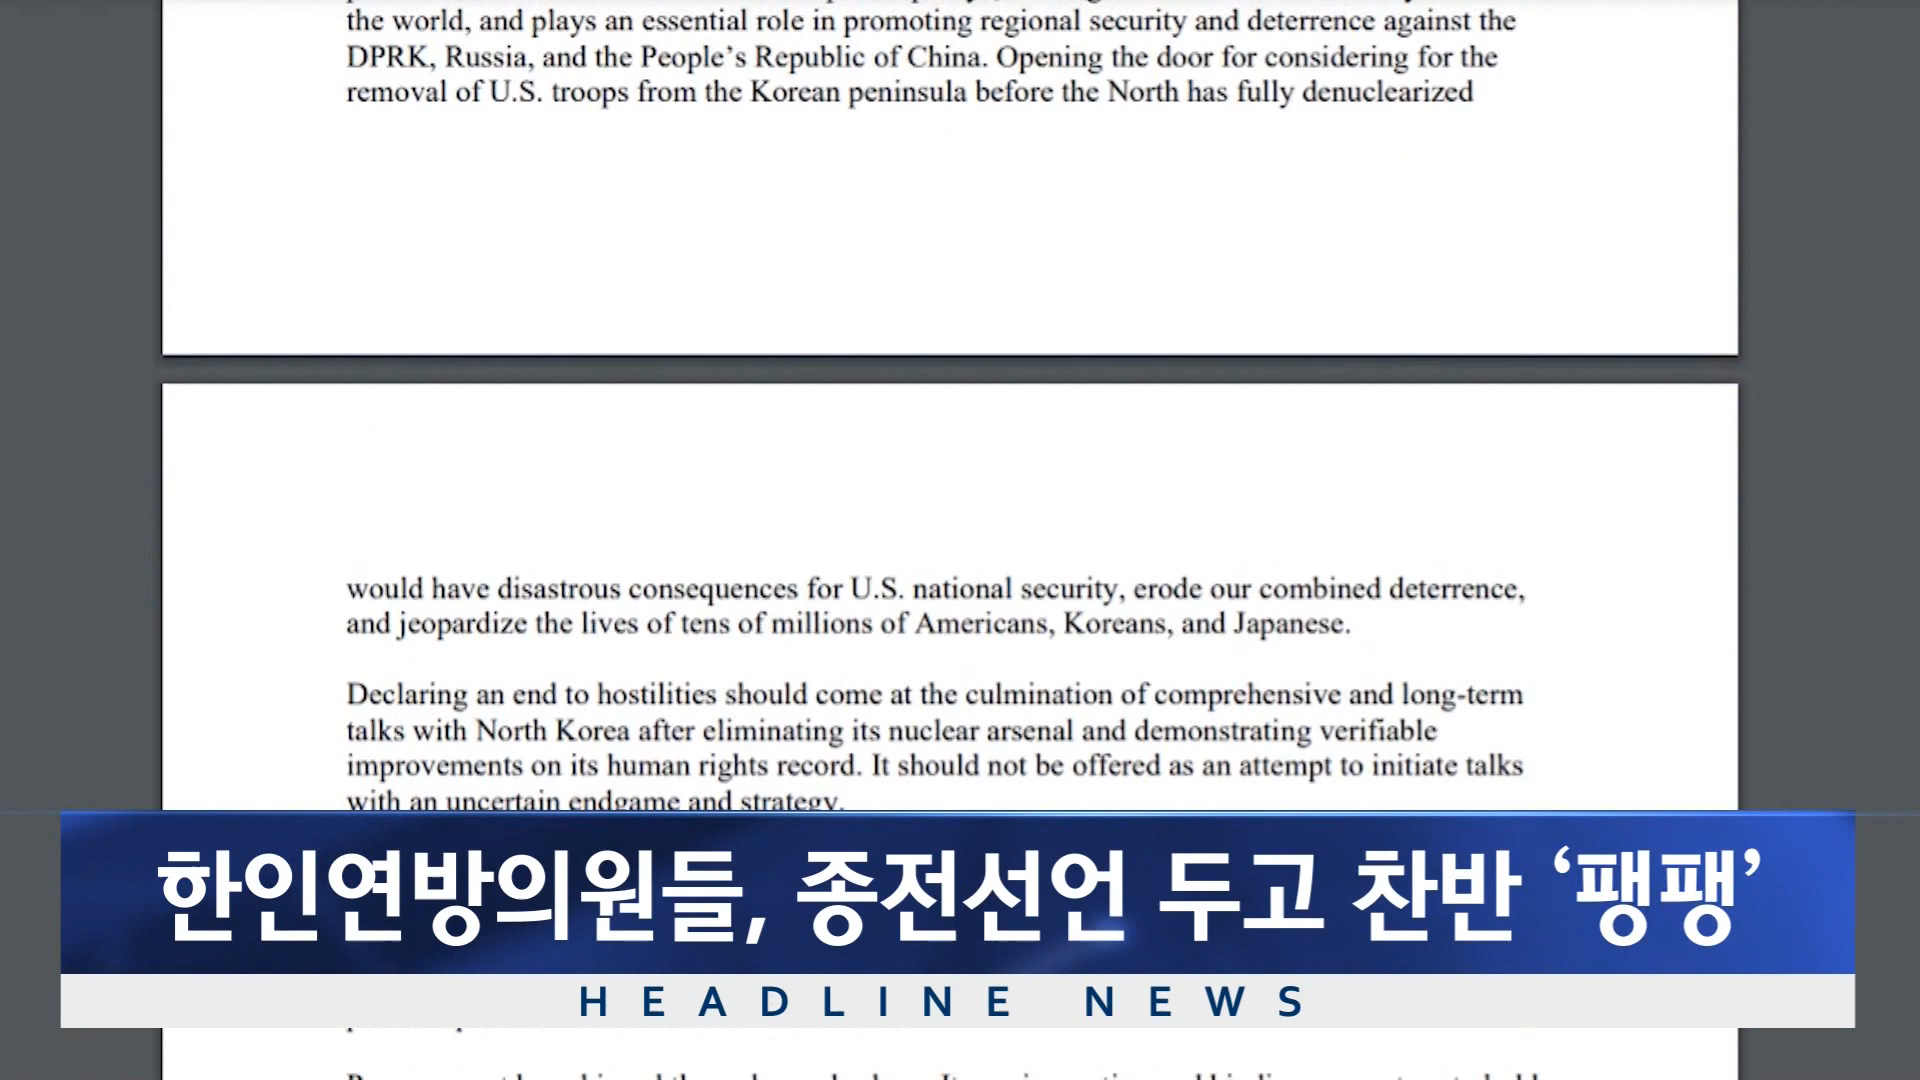 the world, and plays an essential role in promoting regional security and deterrence against the
DPRK, Russia, and the People’s Republic of China. Opening the door for considering for the
removal of U.S. troops from the Korean peninsula before the North has fully denuclearized
would have disastrous consequences for U.S. national security, erode our combined deterrence,
and jeopardize the lives of tens of millions of Americans, Koreans, and Japanese.
Declaring an end to hostilities should come at the culmination of comprehensive and long-term
talks with North Korea after eliminating its nuclear arsenal and demonstrating verifiable
improvements on its human rights record. It should not be offered as an attempt to initiate talks
with an uncertain endgame and strategy.
한인연방의원들, 종전선언 두고 찬반 ‘팽팽’
HEADLINE NEWS